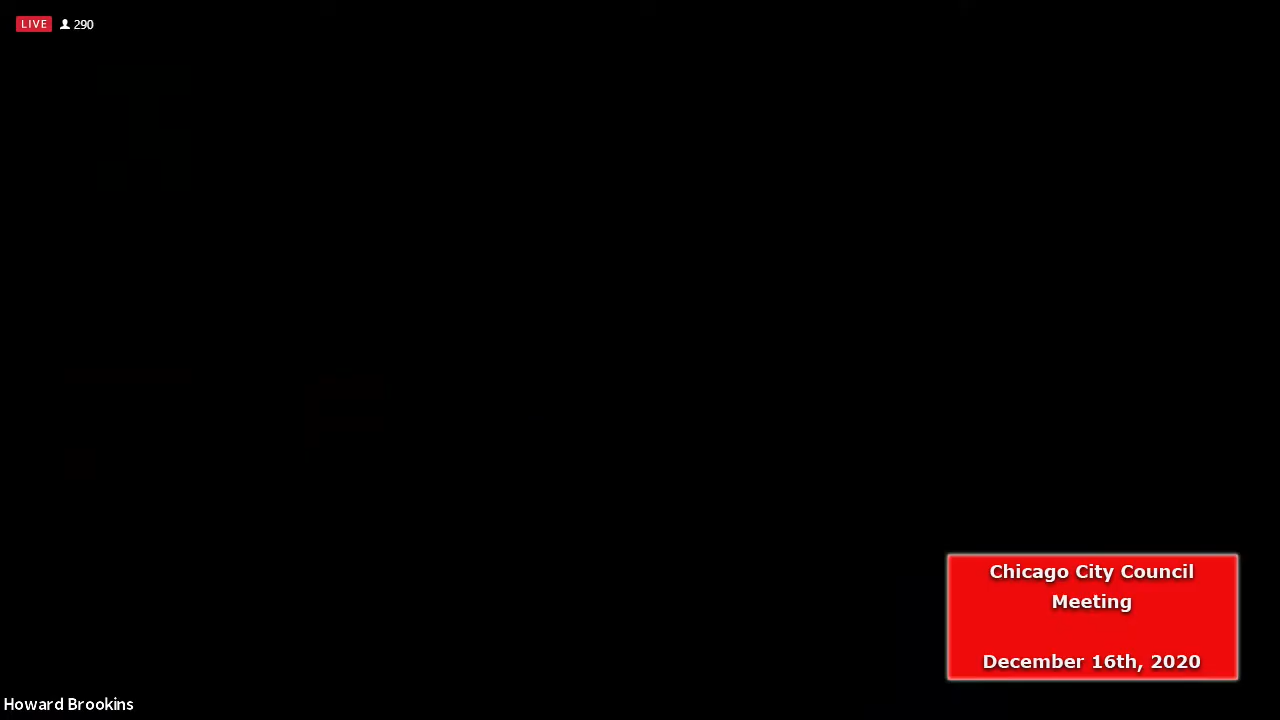 LIVE 290
Chicago City Council
Meeting
December 16th, 2020
Howard Brookins